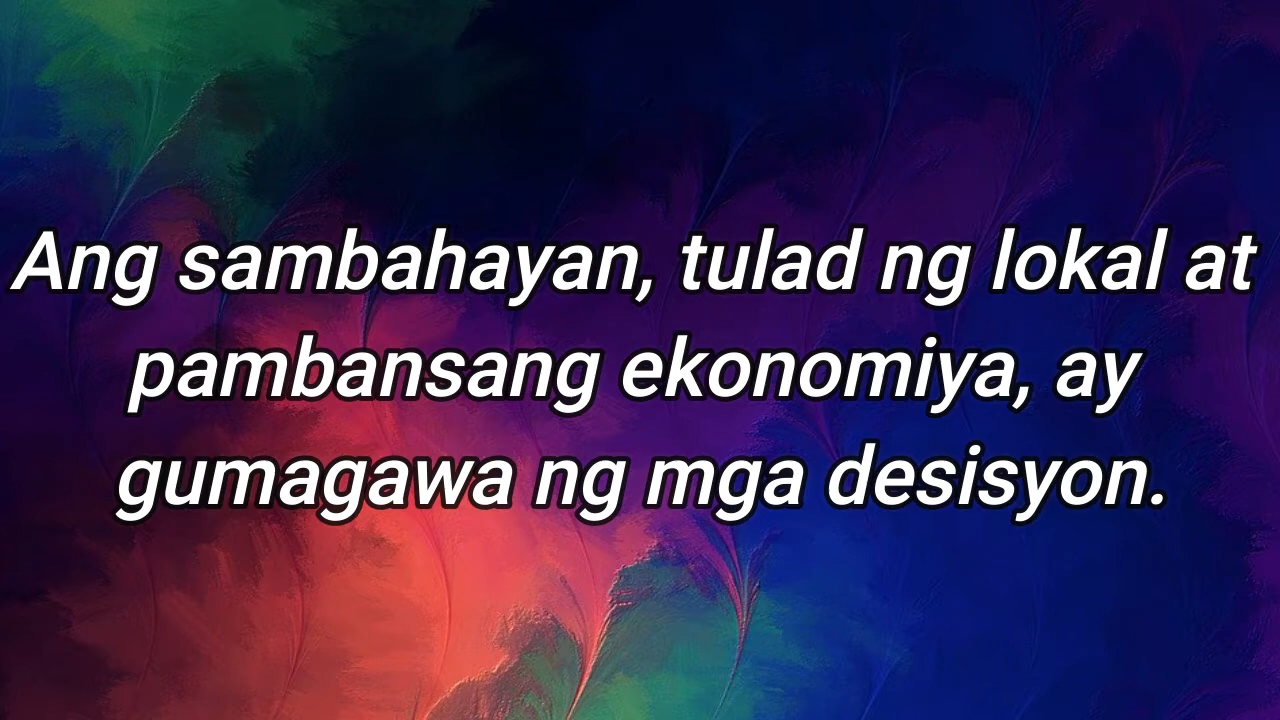 Ang sambahayan, tulad ng lokal at
pambansang ekonomiya, ay
gumagawa ng mga desisyon.